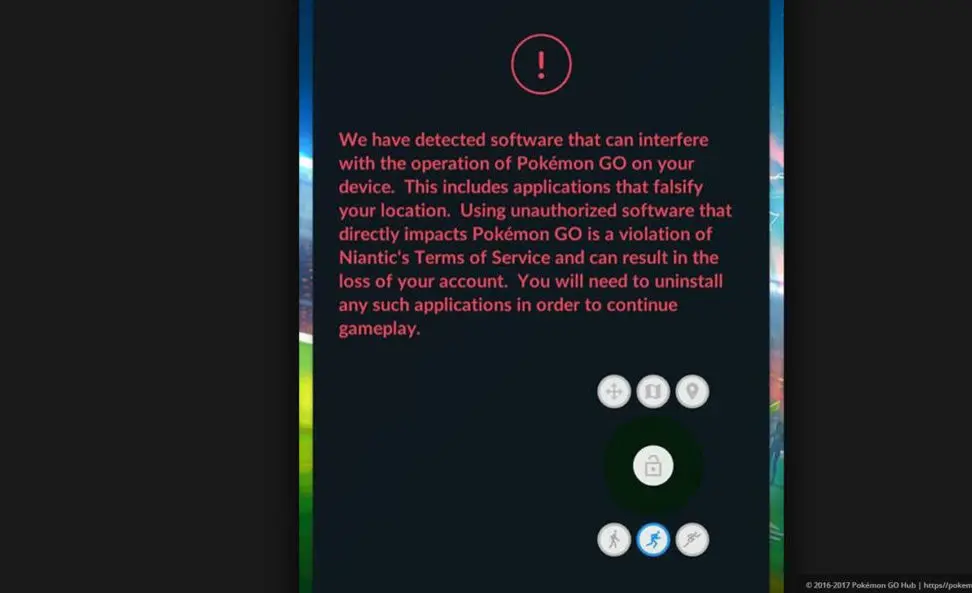 !
We have detected software that can interfere
with the operation of Pokémon GO on your
device. This includes applications that falsify
your location. Using unauthorized software that
directly impacts Pokémon GO is a violation of
Niantic's Terms of Service and can result in the
loss of your account. You will need to uninstall
any such applications in order to continue
gameplay.
© 2016-2017 Pokémon GO Hub | https//pokem